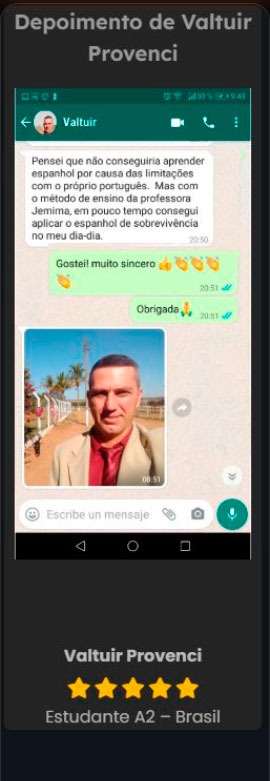 Depoimento de Valtuir
Provenci
9:43
Valtuir
Pensei que não conseguiria aprender
espanhol por causa das limitações
com o próprio português. Mas com
o método de ensino da professora
Jemima, em pouco tempo consegui
aplicar o espanhol de sobrevivência
no meu dia-dia.
20:50
Gostei! muito sincero 👍👏👏👏
👏
20:51
Obrigada🙏
20:51
08:51
Escribe un mensaje
Valtuir Provenci
Estudante A2 – Brasil